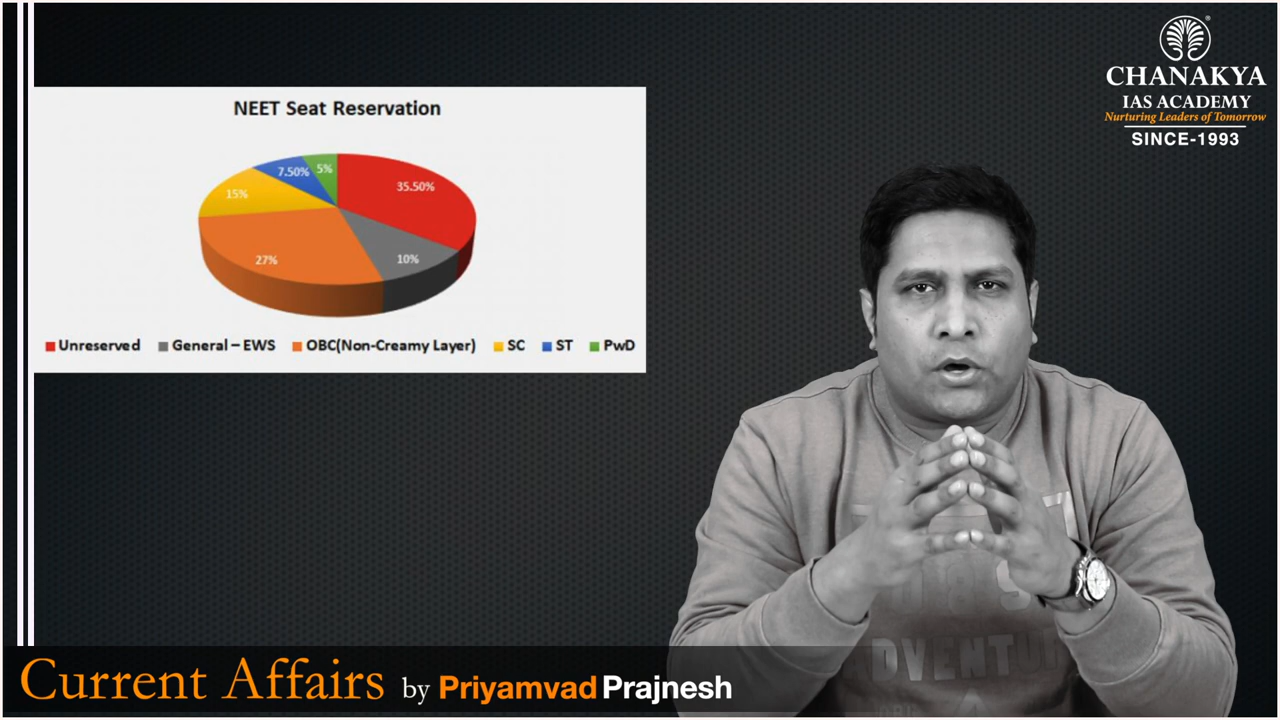 NEET Seat Reservation
35.50%
10%
27%
15%
7.50%
5%
Unreserved General – EWS OBC(Non-Creamy Layer) SC ST PwD
CHANAKYA
IAS ACADEMY
Nurturing Leaders of Tomorrow
SINCE-1993
Current Affairs by Priyamvad Prajnesh